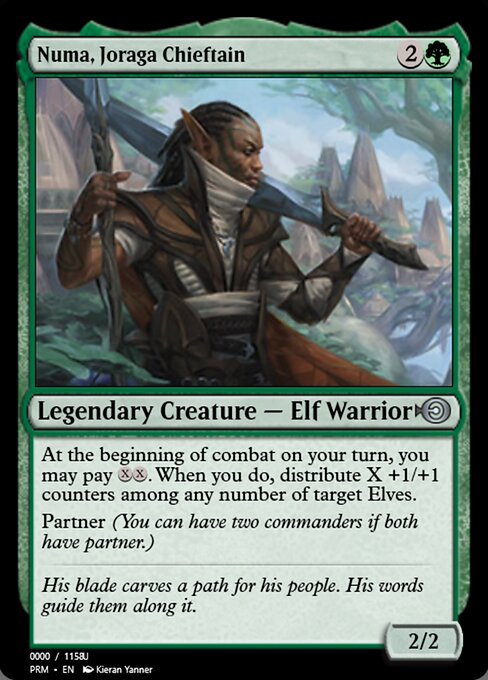 Numa, Joraga Chieftain 2
Legendary Creature — Elf Warrior
At the beginning of combat on your turn, you
may pay XX. When you do, distribute X +1/+1
counters among any number of target Elves.
Partner (You can have two commanders if both
have partner.)
His blade carves a path for his people. His words
guide them along it.
2/2
0000 / 1158U
PRM • EN Kieran Yanner